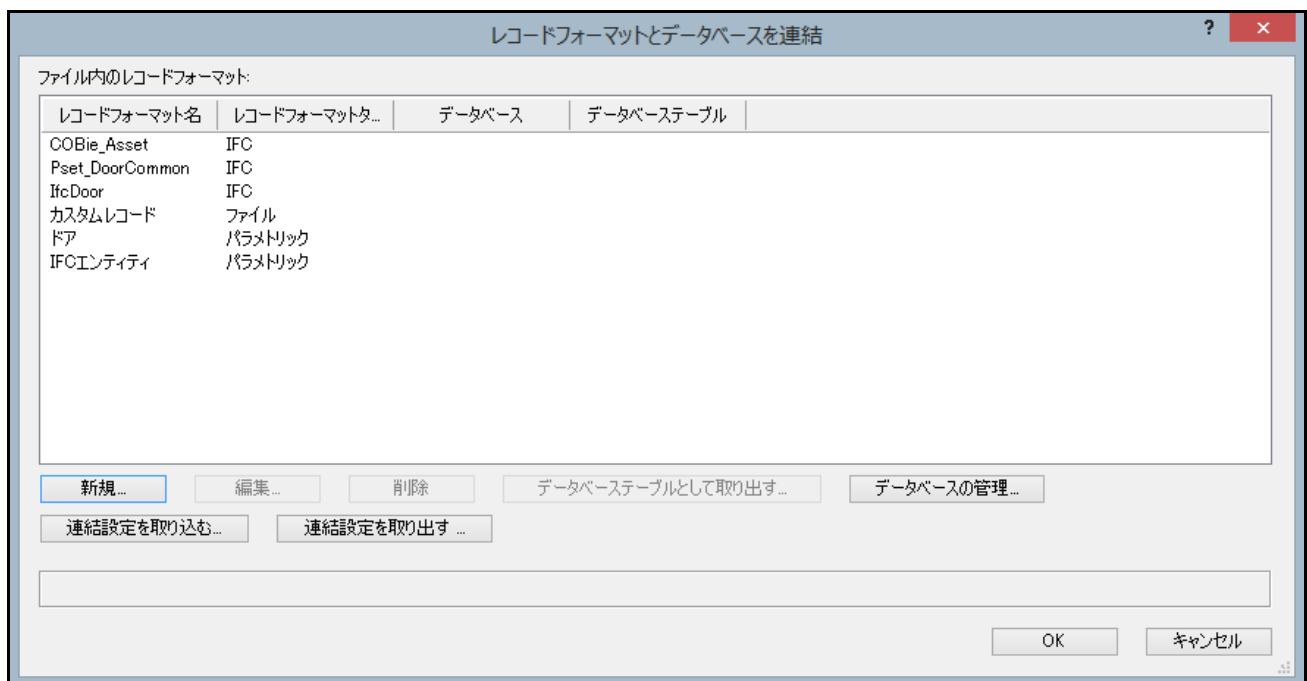 レコードフォーマットとデータベースを連結 ? ×
ファイル内のレコードフォーマット:
レコードフォーマット名 レコードフォーマットタ... データベース データベーステーブル
COBie_Asset IFC
Pset_DoorCommon IFC
IfcDoor IFC
カスタムレコード ファイル
ドア パラメトリック
IFCエンティティ パラメトリック
新規... 編集... 削除 データベーステーブルとして取り出す... データベースの管理...
連結設定を取り込む... 連結設定を取り出す ...
OK キャンセル